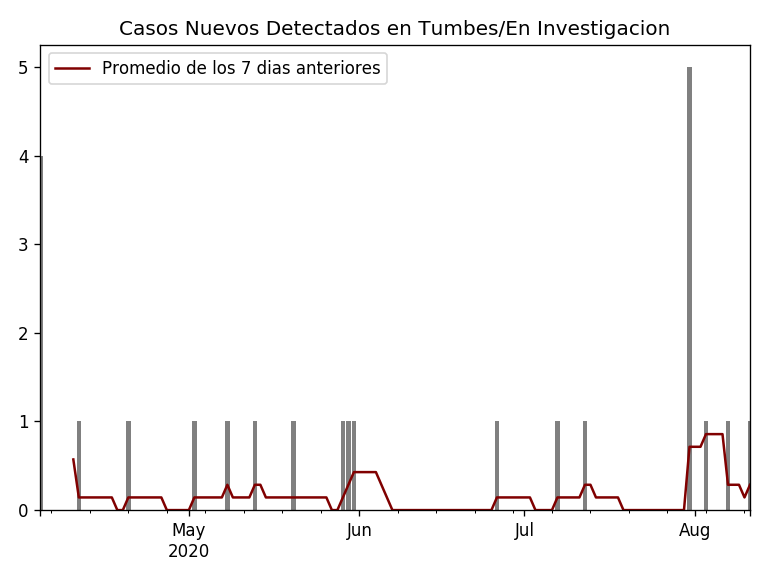 Casos Nuevos Detectados en Tumbes/En Investigacion
Promedio de los 7 dias anteriores
5
4
3
2
1
0
May
2020
Jun
Jul
Aug